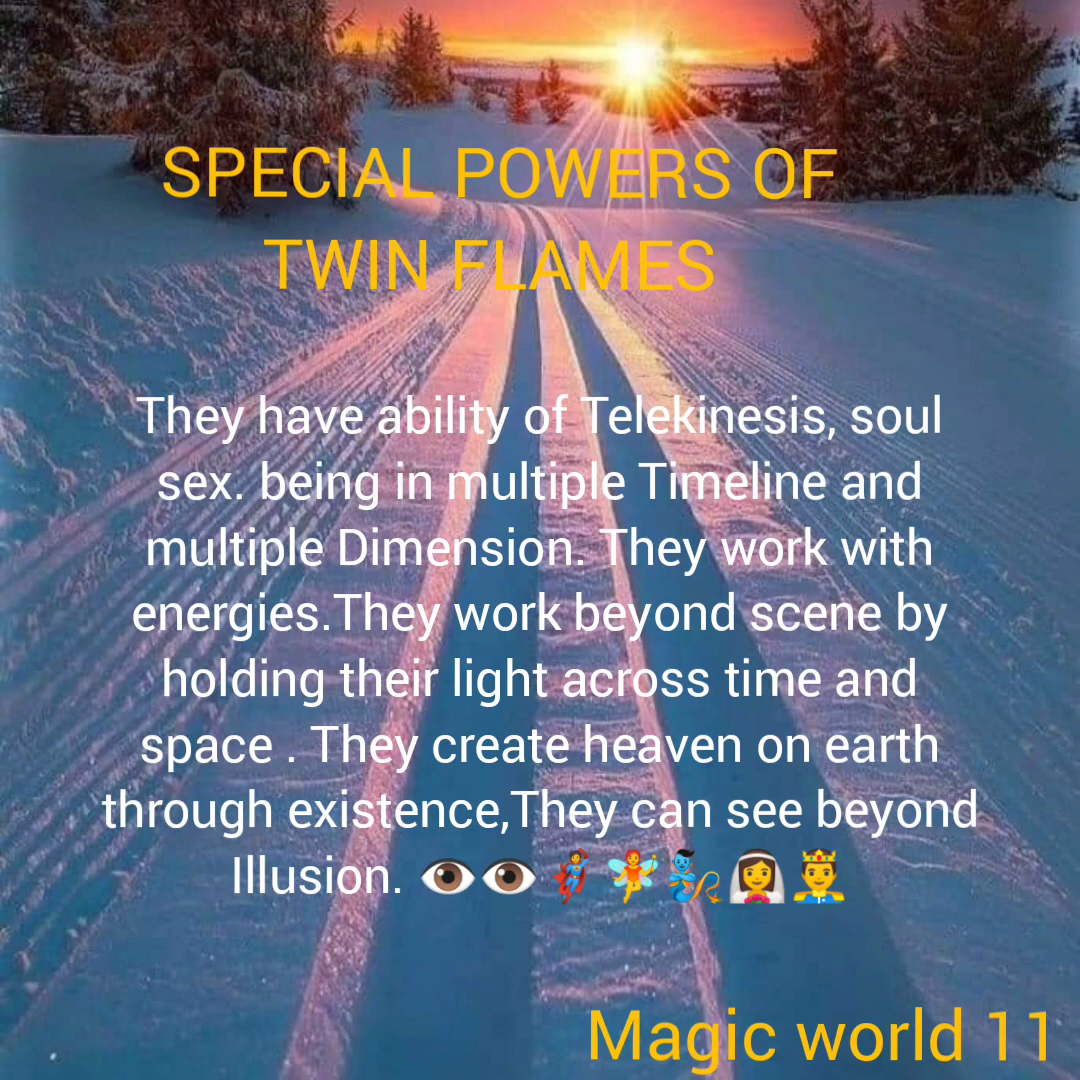 SPECIAL POWERS OF
TWIN FLAMES
They have ability of Telekinesis, soul
sex. being in multiple Timeline and
multiple Dimension. They work with
energies.They work beyond scene by
holding their light across time and
space . They create heaven on earth
through existence,They can see beyond
Illusion. 👁️👁️🦸‍♀️🧚‍♀️🧞‍♂️👰🤴
Magic world 11